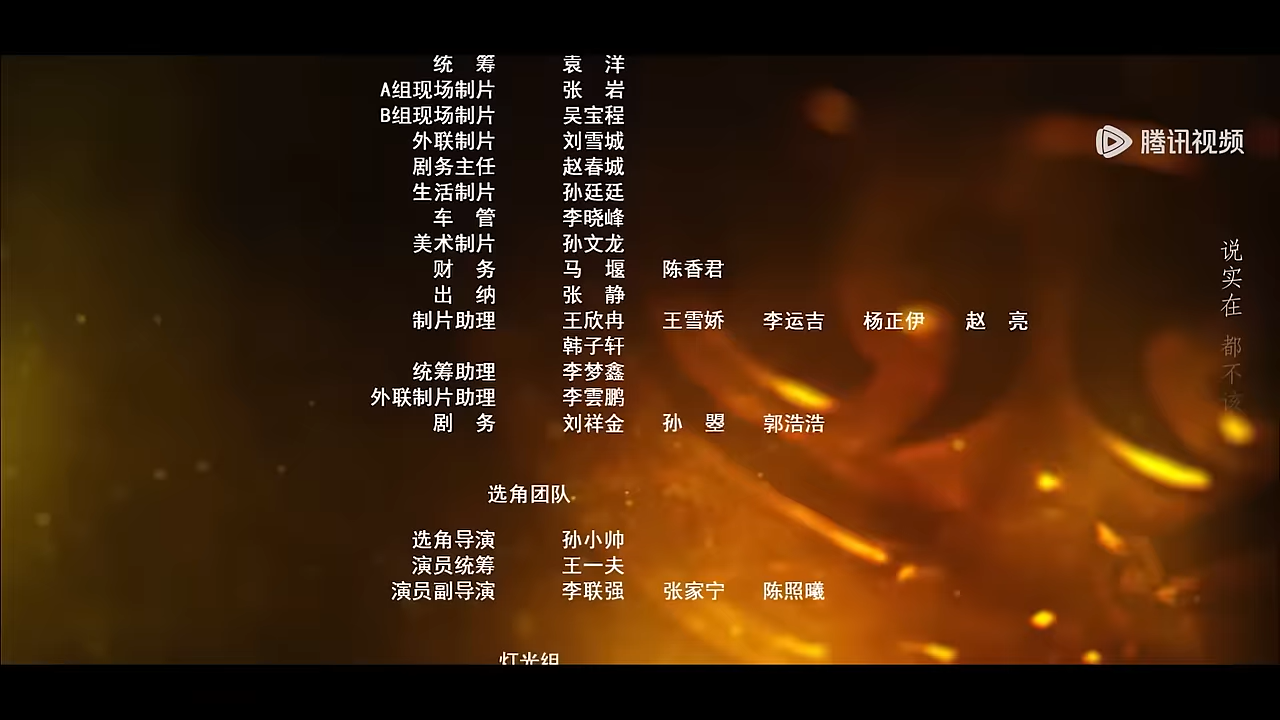 统 筹 袁 洋
A组现场制片 张 岩
B组现场制片 吴宝程
外联制片 刘雪城
剧务主任 赵春城
生活制片 孙廷廷
车 管 李晓峰
美术制片 孙文龙
财 务 马 堰 陈香君
出 纳 张 静
制片助理 王欣冉 王雪娇 李运吉 杨正伊 赵 亮
韩子轩
统筹助理 李梦鑫
外联制片助理 李雲鹏
剧 务 刘祥金 孙 曌 郭浩浩
选角团队
选角导演 孙小帅
演员统筹 王一夫
演员副导演 李联强 张家宁 陈照曦
灯光组
腾讯视频
说实在 都不该